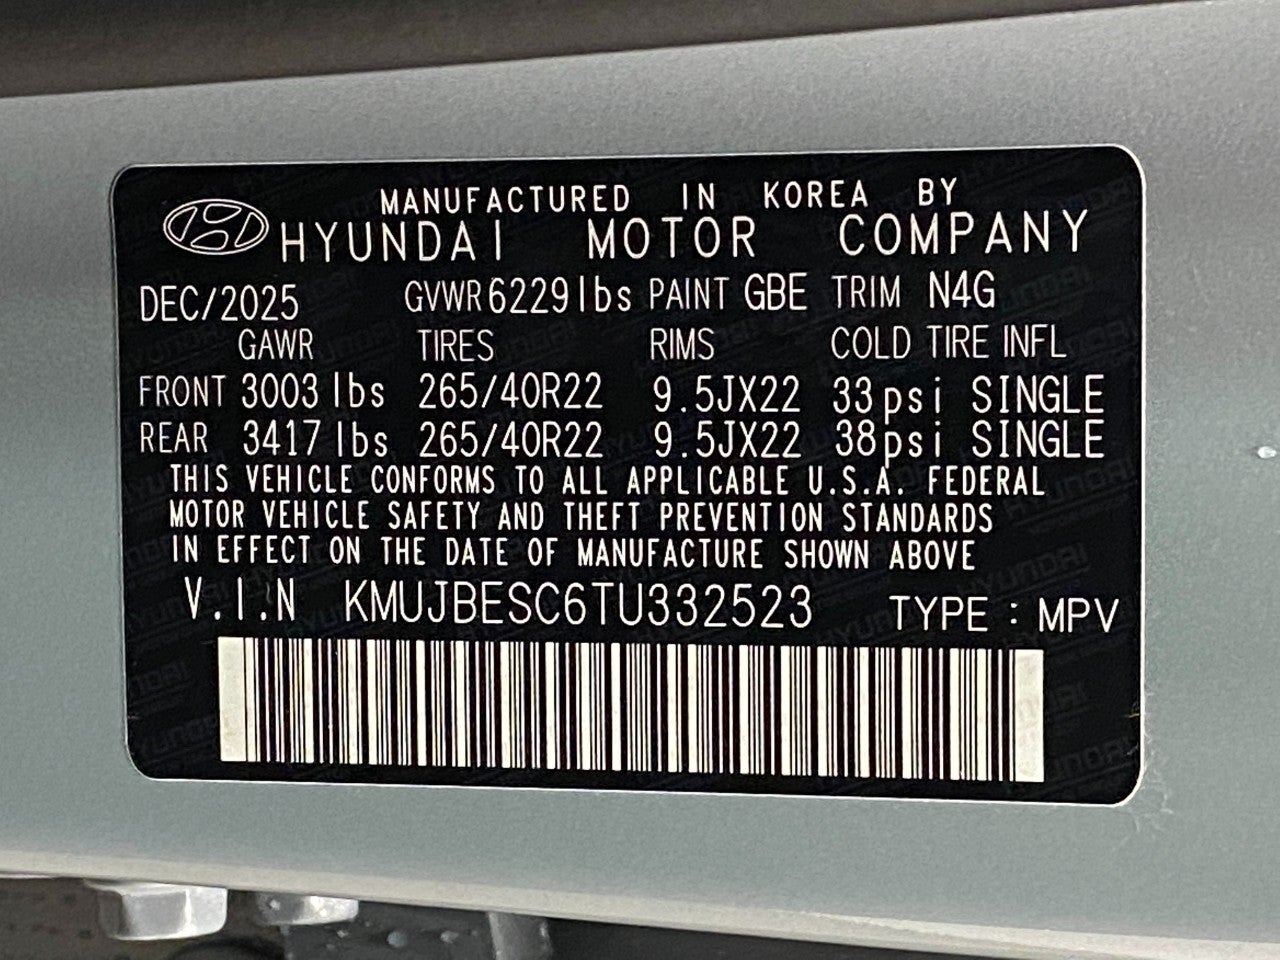 MANUFACTURED IN KOREA BY
HYUNDAI MOTOR COMPANY
DEC/2025 GVWR 6229lbs PAINT GBE TRIM N4G
GAWR TIRES RIMS COLD TIRE INFL
FRONT 3003 lbs 265/40R22 9.5JX22 33psi SINGLE
REAR 3417 lbs 265/40R22 9.5JX22 38psi SINGLE
THIS VEHICLE CONFORMS TO ALL APPLICABLE U.S.A. FEDERAL
MOTOR VEHICLE SAFETY AND THEFT PREVENTION STANDARDS
IN EFFECT ON THE DATE OF MANUFACTURE SHOWN ABOVE
V.I.N KMUJBESC6TU332523 TYPE : MPV